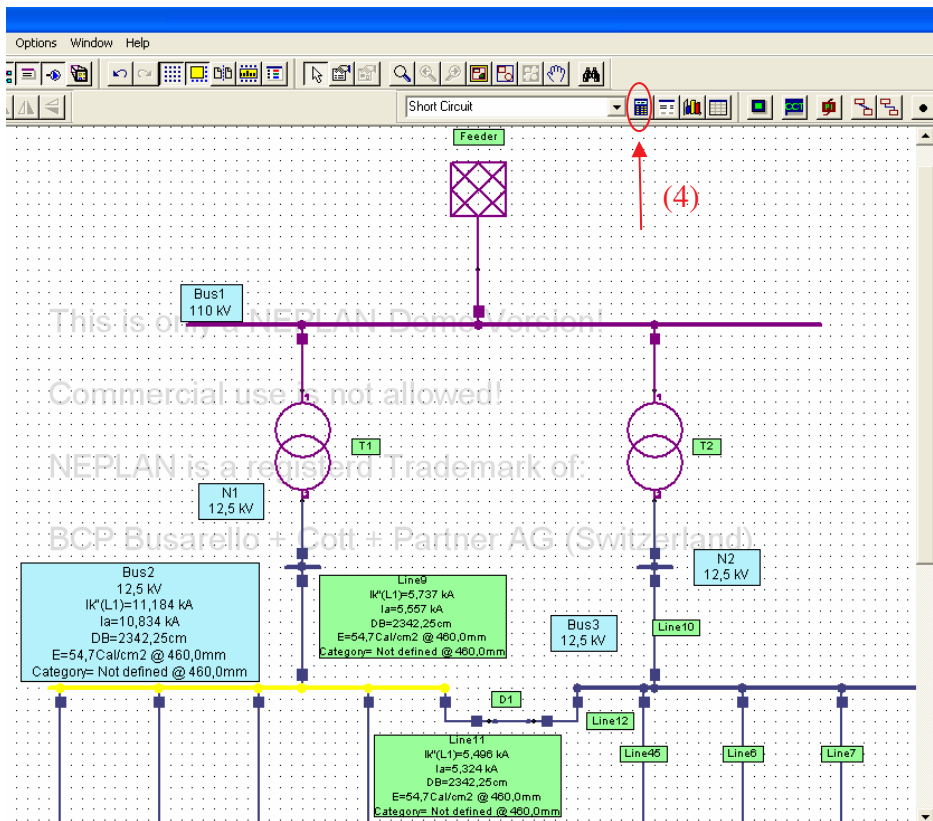 Options Window Help
Short Circuit
CCT
(4)
Feeder
Bus1
110 kV
This is only a NEPLAN Demo Version!
Commercial use is not allowed!
1
1
T1
T2
NEPLAN is a registerd Trademark of:
N1
12,5 kV
BCP Busarello + Cott + Partner AG (Switzerland)
N2
12,5 kV
Bus2
12,5 kV
Ik"(L1)=11,184 kA
Ia=10,834 kA
DB=2342,25cm
E=54,7Cal/cm2 @ 460,0mm
Category= Not defined @ 460,0mm
Line9
Ik"(L1)=5,737 kA
Ia=5,557 kA
DB=2342,25cm
E=54,7Cal/cm2 @ 460,0mm
Category= Not defined @ 460,0mm
Bus3
12,5 kV
Line10
D1
Line12
Line11
Ik"(L1)=5,496 kA
Ia=5,324 kA
DB=2342,25cm
E=54,7Cal/cm2 @ 460,0mm
Category= Not defined @ 460,0mm
Line45
Line6
Line7